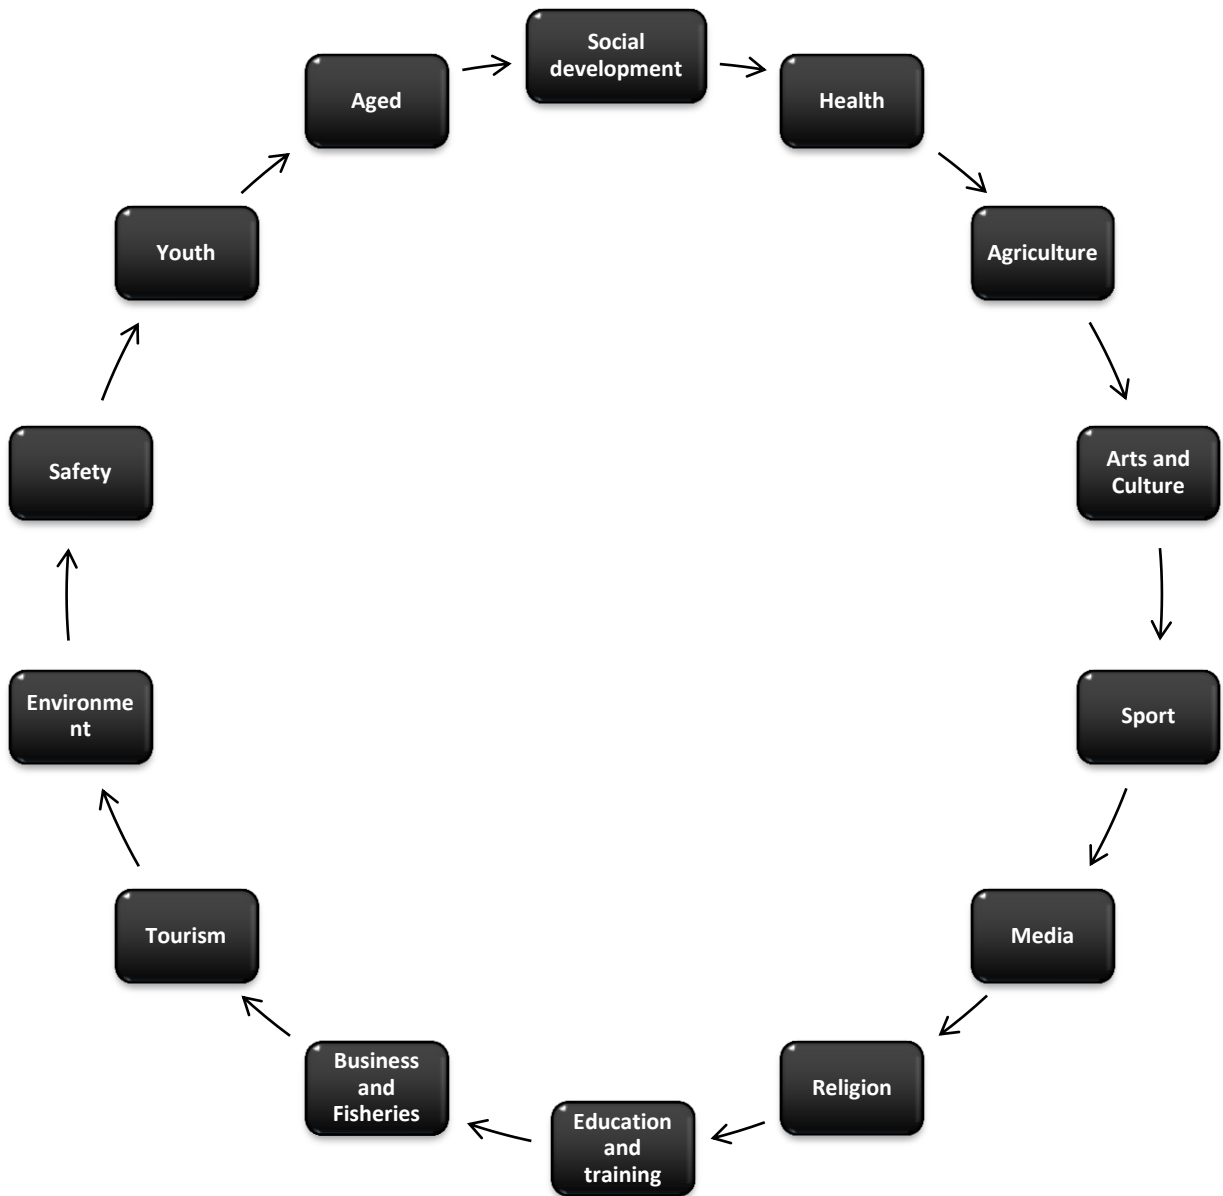 Social
development
Health
Agriculture
Arts and
Culture
Sport
Media
Religion
Education
and
training
Business
and
Fisheries
Tourism
Environme
nt
Safety
Youth
Aged